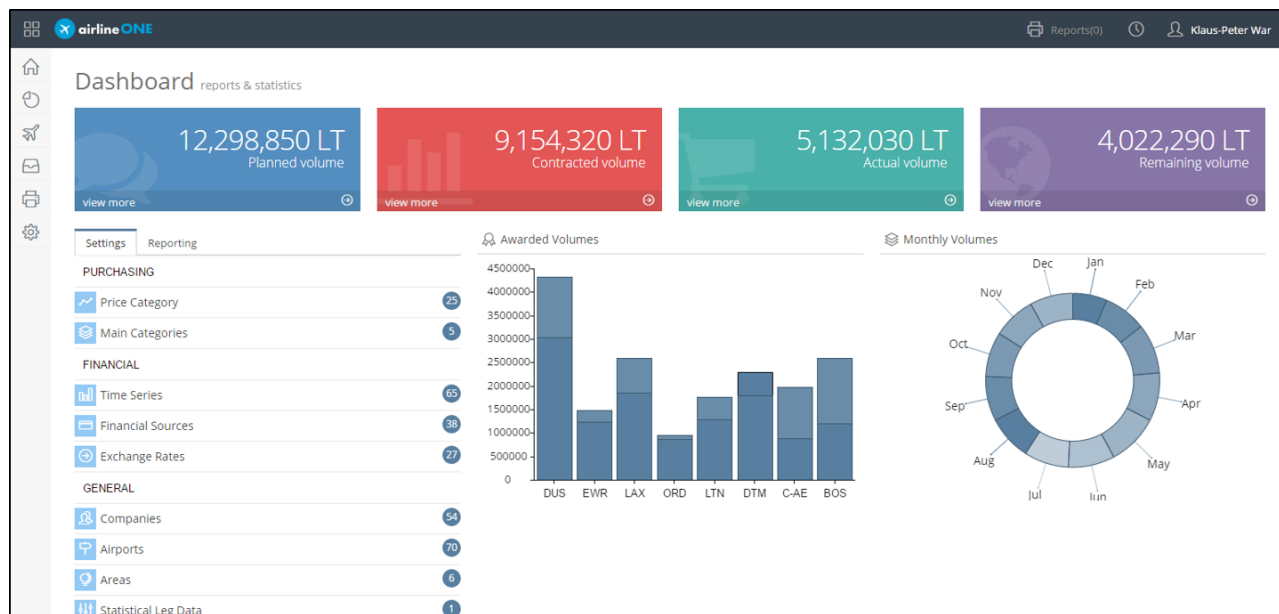 airlineONE
Reports(0)
Klaus-Peter War
Dashboard reports & statistics
12,298,850 LT
Planned volume
view more
9,154,320 LT
Contracted volume
view more
5,132,030 LT
Actual volume
view more
4,022,290 LT
Remaining volume
view more
Settings Reporting
PURCHASING
Price Category 25
Main Categories 5
FINANCIAL
Time Series 65
Financial Sources 38
Exchange Rates 27
GENERAL
Companies 54
Airports 70
Areas 6
Statistical Leg Data 1
Awarded Volumes
4500000
4000000
3500000
3000000
2500000
2000000
1500000
1000000
500000
0
DUS EWR LAX ORD LTN DTM C-AE BOS
Monthly Volumes
Jan
Feb
Mar
Apr
May
Jun
Jul
Aug
Sep
Oct
Nov
Dec